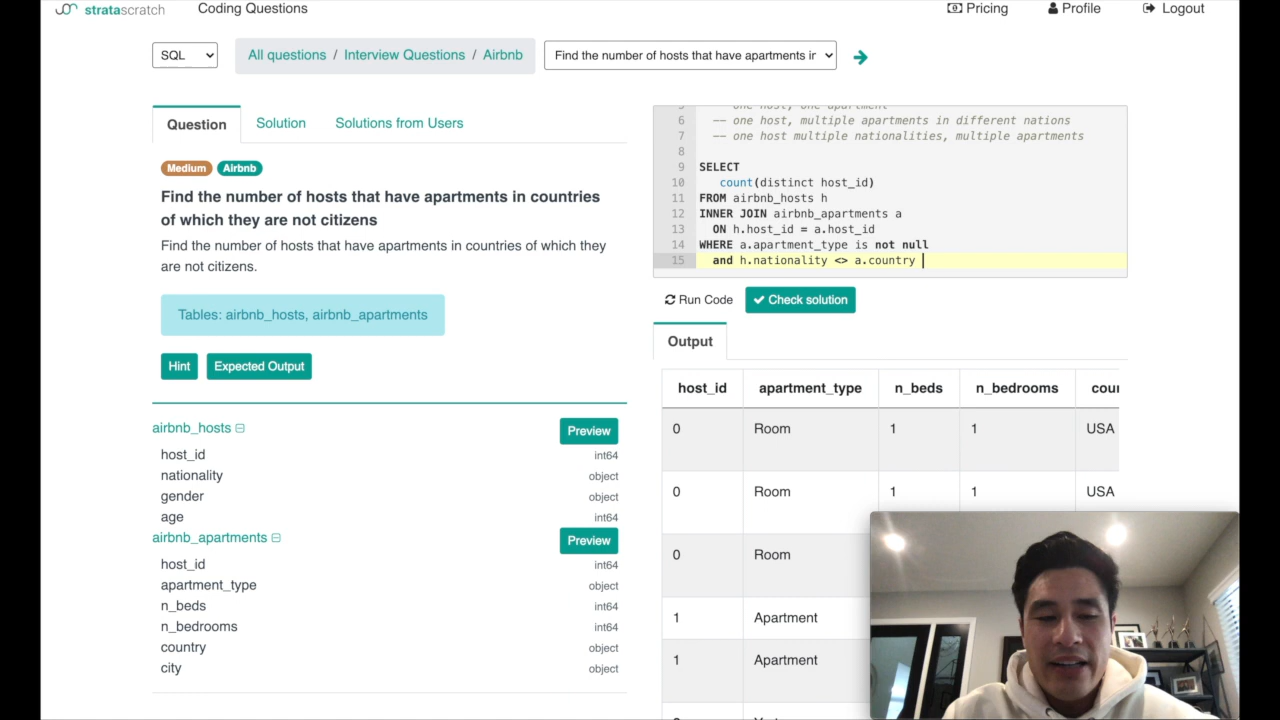 stratascratch
Coding Questions
Pricing
Profile
Logout
SQL
All questions / Interview Questions / Airbnb
Find the number of hosts that have apartments ir
Question
Solution
Solutions from Users
Medium
Airbnb
Find the number of hosts that have apartments in countries
of which they are not citizens
Find the number of hosts that have apartments in countries of which they
are not citizens.
Tables: airbnb_hosts, airbnb_apartments
Hint
Expected Output
airbnb_hosts
Preview
host_id int64
nationality object
gender object
age int64
airbnb_apartments
Preview
host_id int64
apartment_type object
n_beds int64
n_bedrooms int64
country object
city object
5 -- one host, one apartment
6 -- one host, multiple apartments in different nations
7 -- one host multiple nationalities, multiple apartments
8
9 SELECT
10 count(distinct host_id)
11 FROM airbnb_hosts h
12 INNER JOIN airbnb_apartments a
13 ON h.host_id = a.host_id
14 WHERE a.apartment_type is not null
15 and h.nationality <> a.country
Run Code
Check solution
Output
host_id apartment_type n_beds n_bedrooms cou
0 Room 1 1 USA
0 Room 1 1 USA
0 Room
1 Apartment
1 Apartment